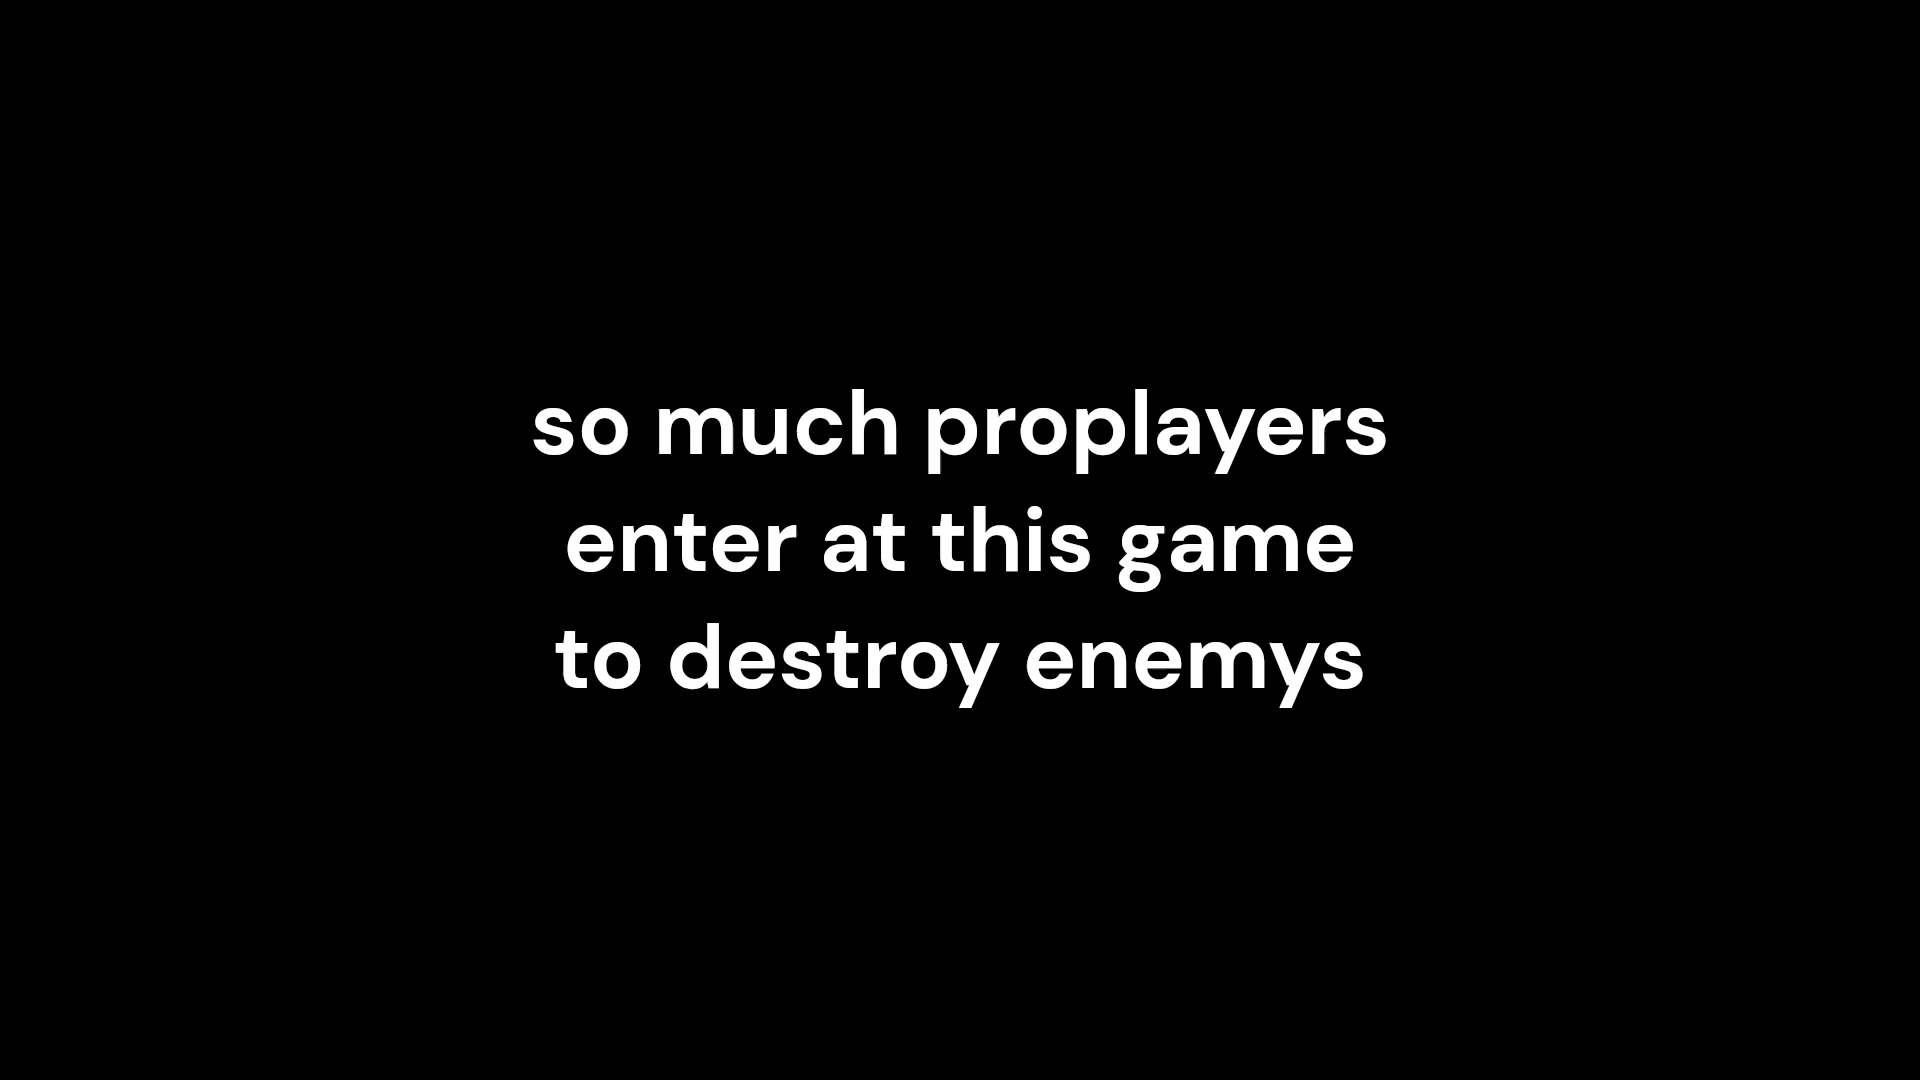 so much proplayers
enter at this game
to destroy enemys